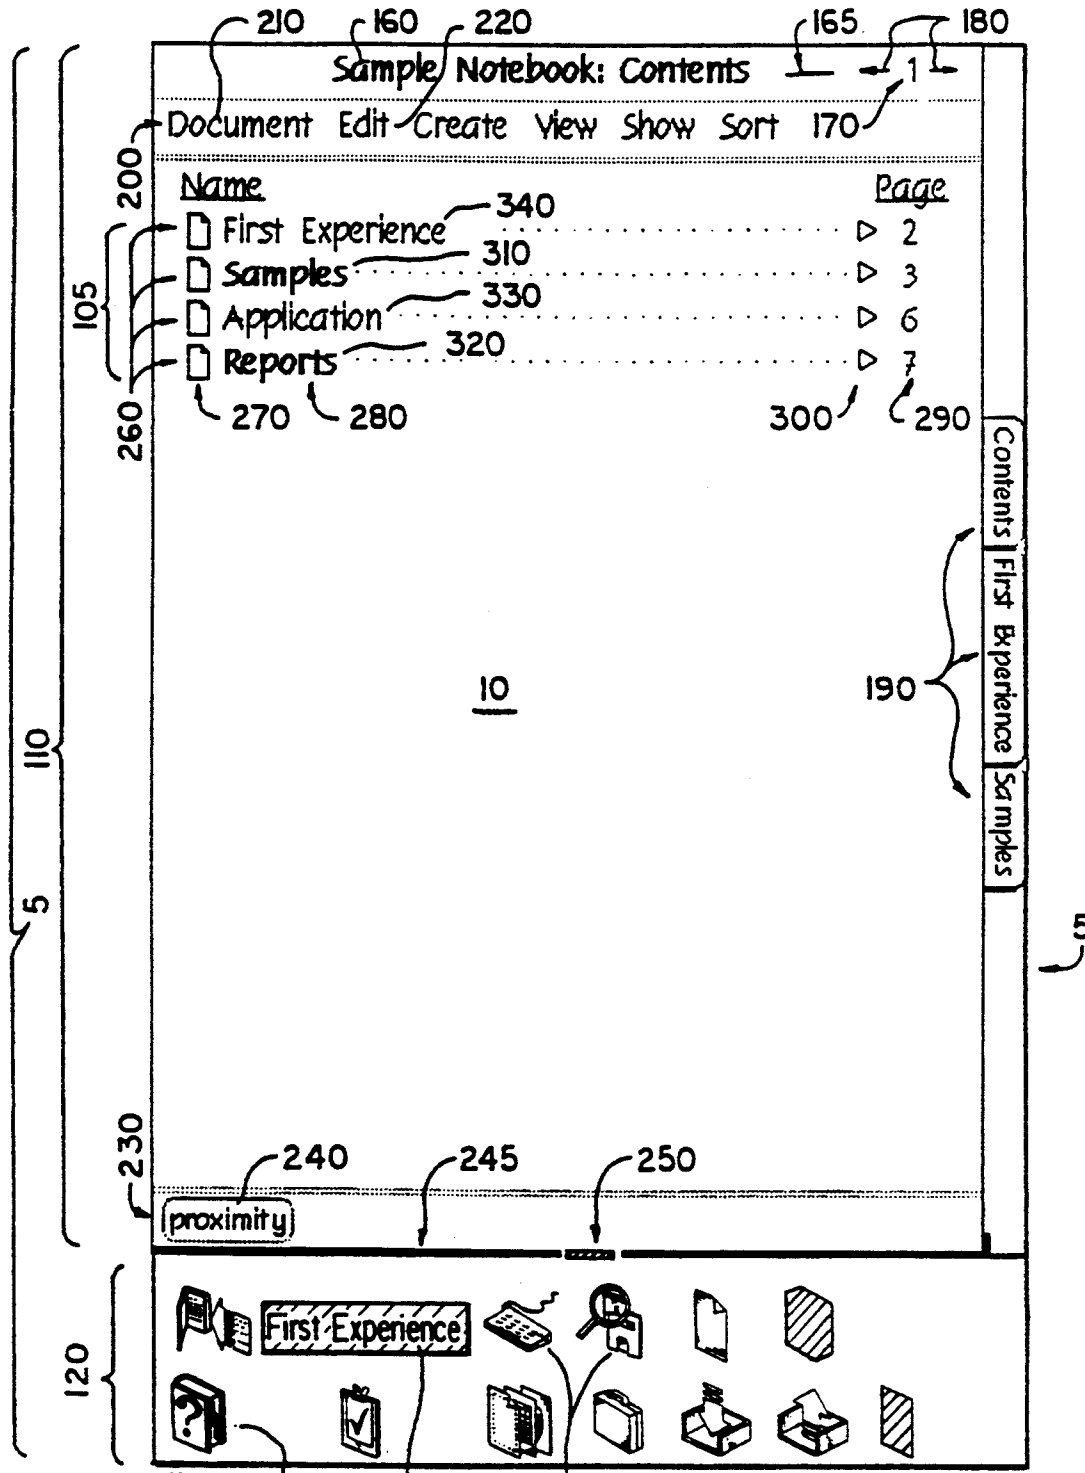 210 160 220 165 180
Sample Notebook: Contents 1
200 Document Edit Create View Show Sort 170
Name Page
First Experience 340 2
Samples 310 3
105
Application 330 6
Reports 320 7
260 270 280 300 290
Contents
First Experience
Samples
10 190
110
5
5
230 240 245 250
proximity
120
First Experience
?